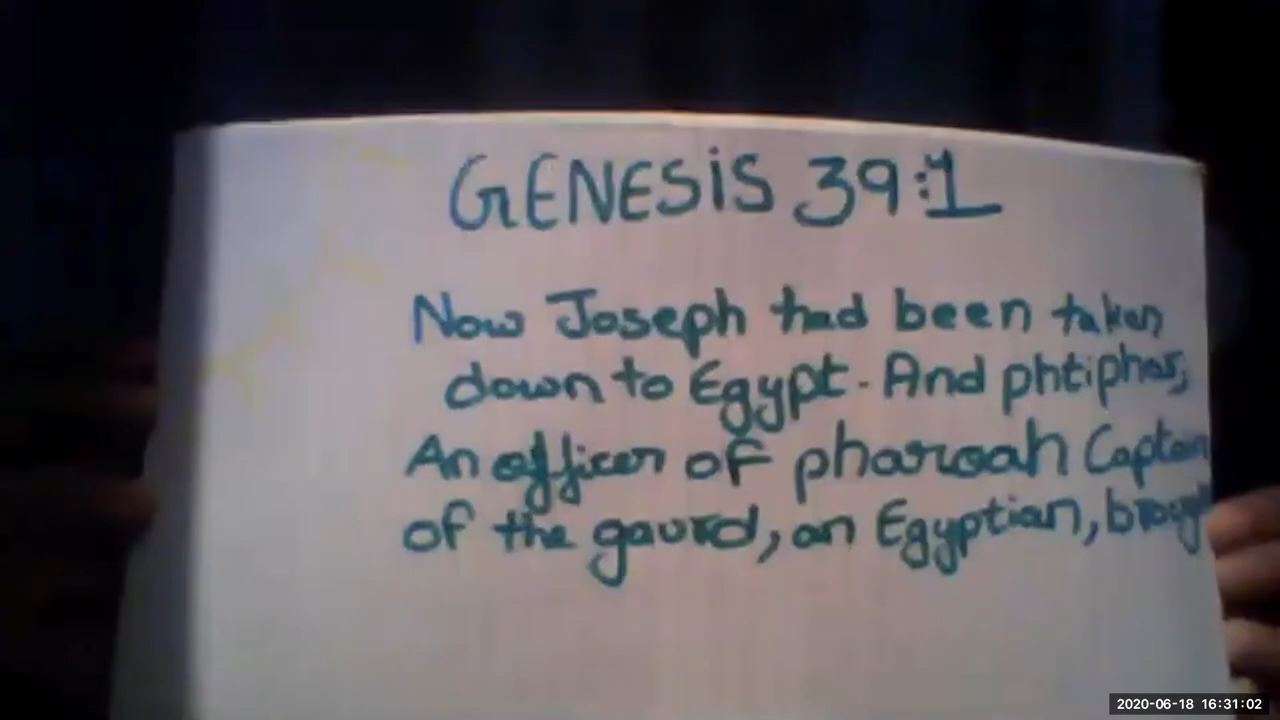 GENESiS 39:1
Now Joseph had been taken
down to Egypt. And phtiphar,
An officer of pharoah Captain
of the gaurd, an Egyptian,
2020-06-18 16:31:02